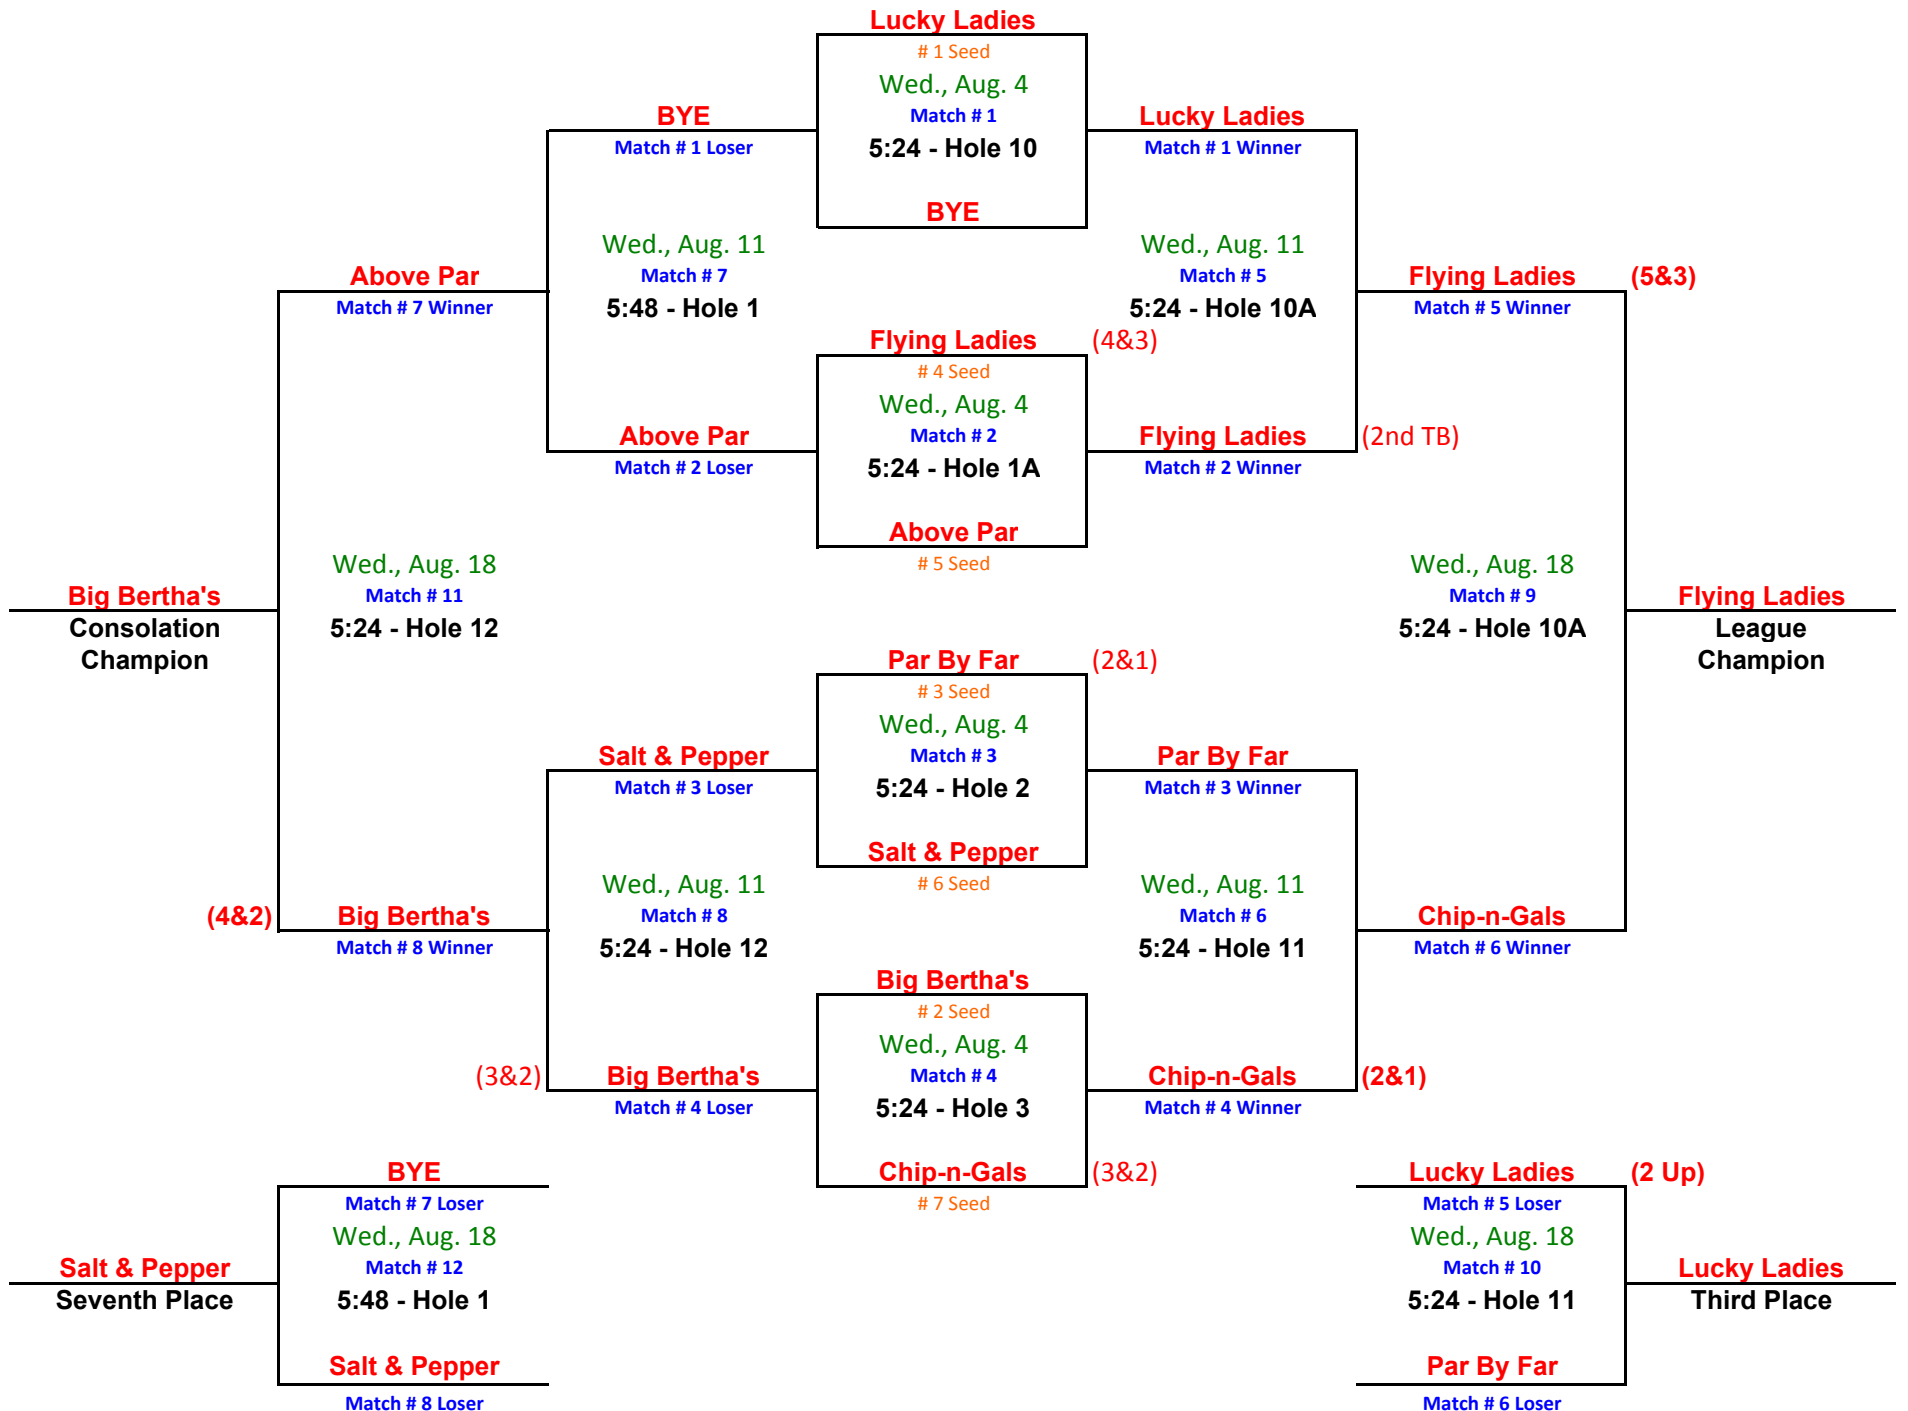 Lucky Ladies
# 1 Seed
Wed., Aug. 4
BYE
Match # 1
Lucky Ladies
Match # 1 Loser
5:24 - Hole 10
Match # 1 Winner
BYE
Wed., Aug. 11
Wed., Aug. 11
Above Par
Match # 7
Match # 5
Flying Ladies (5&3)
Match # 7 Winner
5:48 - Hole 1
5:24 - Hole 10A
Match # 5 Winner
Flying Ladies (4&3)
# 4 Seed
Wed., Aug. 4
Above Par
Match # 2
Flying Ladies (2nd TB)
Match # 2 Loser
5:24 - Hole 1A
Match # 2 Winner
Above Par
# 5 Seed
Wed., Aug. 18
Wed., Aug. 18
Big Bertha's
Match # 11
Match # 9
Flying Ladies
Consolation
5:24 - Hole 12
5:24 - Hole 10A
League
Champion
Champion
Par By Far (2&1)
# 3 Seed
Wed., Aug. 4
Salt & Pepper
Match # 3
Par By Far
Match # 3 Loser
5:24 - Hole 2
Match # 3 Winner
Salt & Pepper
# 6 Seed
Wed., Aug. 11
Wed., Aug. 11
(4&2) Big Bertha's
Match # 8
Match # 6
Chip-n-Gals
Match # 8 Winner
5:24 - Hole 12
5:24 - Hole 11
Match # 6 Winner
Big Bertha's
# 2 Seed
Wed., Aug. 4
(3&2) Big Bertha's
Match # 4
Chip-n-Gals (2&1)
Match # 4 Loser
5:24 - Hole 3
Match # 4 Winner
BYE
Chip-n-Gals (3&2)
Lucky Ladies (2 Up)
Match # 7 Loser
# 7 Seed
Match # 5 Loser
Wed., Aug. 18
Wed., Aug. 18
Salt & Pepper
Match # 12
Match # 10
Lucky Ladies
Seventh Place
5:48 - Hole 1
5:24 - Hole 11
Third Place
Salt & Pepper
Par By Far
Match # 8 Loser
Match # 6 Loser